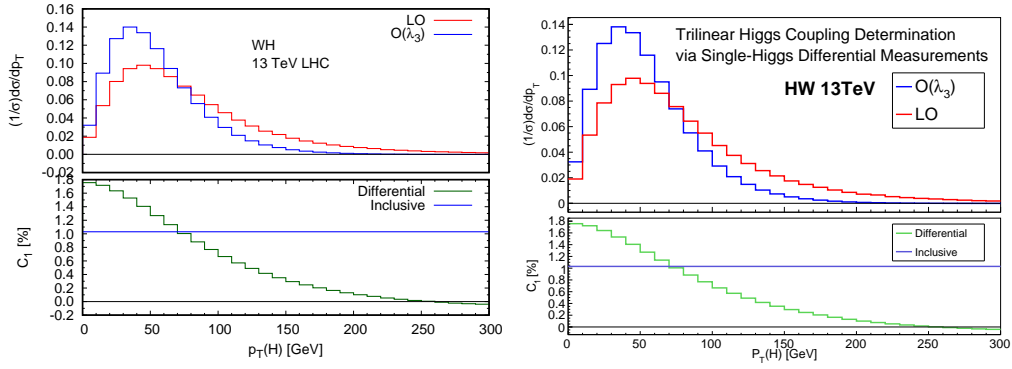 0.16
0.14
0.12
0.10
0.08
0.06
0.04
0.02
0.00
-0.02
(1/σ)dσ/dp_T
LO
O(λ_3)
WH
13 TeV LHC
1.8
1.6
1.4
1.2
1.0
0.8
0.6
0.4
0.2
0.0
-0.2
C_1 [%]
Differential
Inclusive
0 50 100 150 200 250 300
p_T(H) [GeV]
0.14
0.12
0.1
0.08
0.06
0.04
0.02
0
(1/σ)dσ/dp_T
Trilinear Higgs Coupling Determination
via Single-Higgs Differential Measurements
HW 13TeV
O(λ_3)
LO
1.8
1.6
1.4
1.2
1
0.8
0.6
0.4
0.2
0
-0.2
C_1 [%]
Differential
Inclusive
0 50 100 150 200 250 300
P_T(H) [GeV]